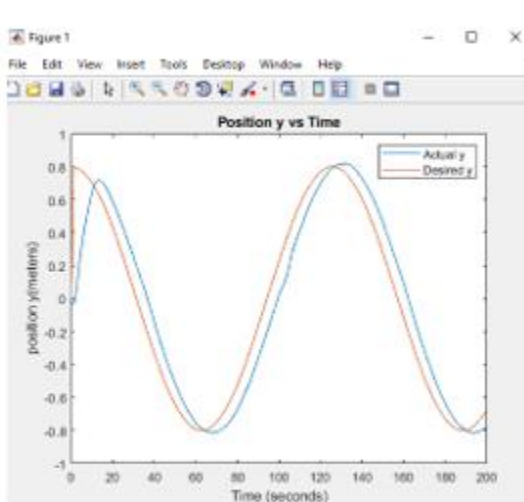 Figure 1
File Edit View Insert Tools Desktop Window Help
Position y vs Time
1
0.8
0.6
0.4
0.2
0
-0.2
-0.4
-0.6
-0.8
-1
position y(meters)
Actual y
Desired y
0 20 40 60 80 100 120 140 160 180 200
Time (seconds)